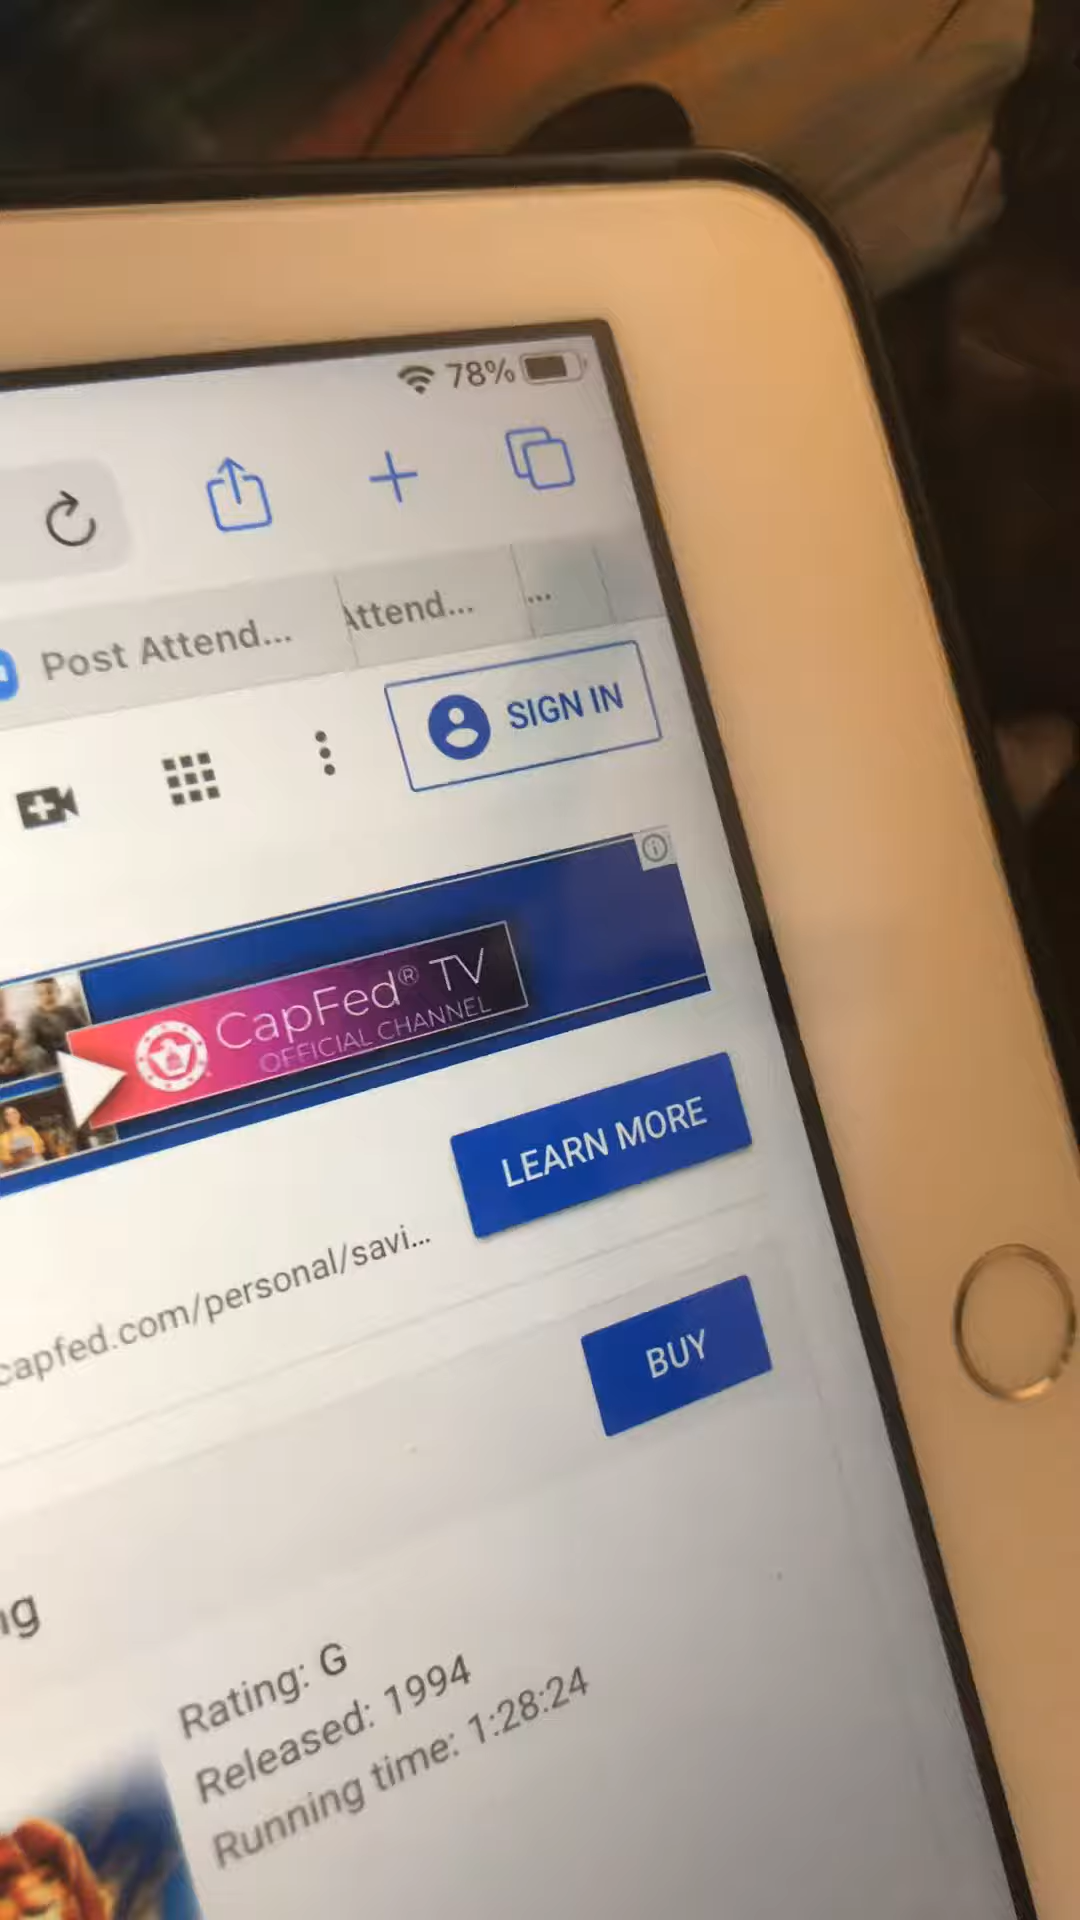 78%
Post Attend...
Attend...
...
SIGN IN
CapFed® TV
OFFICIAL CHANNEL
LEARN MORE
capfed.com/personal/savi...
BUY
ng
Rating: G
Released: 1994
Running time: 1:28:24